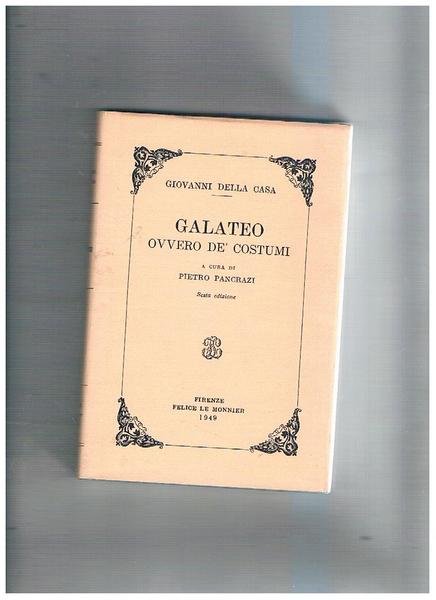 GIOVANNI DELLA CASA
GALATEO
OVVERO DE' COSTUMI
A CURA DI
PIETRO PANCRAZI
Sesta edizione
FIRENZE
FELICE LE MONNIER
1949